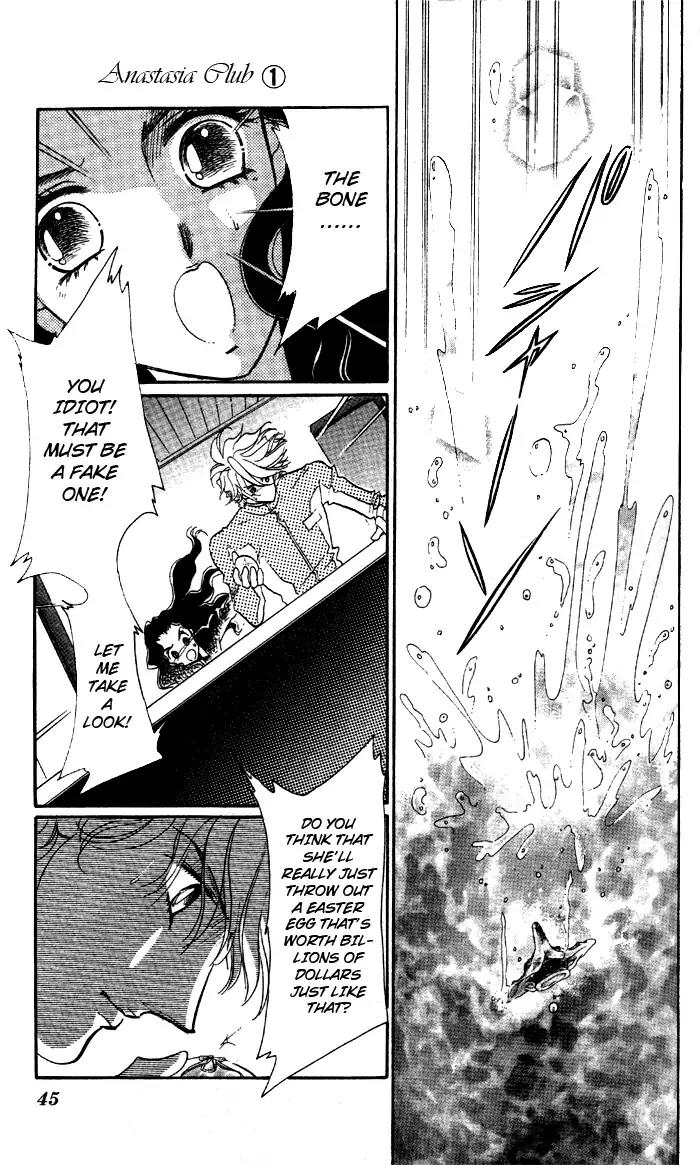 Anastasia Club ①
THE
BONE
......
YOU
IDIOT!
THAT
MUST BE
A FAKE
ONE!
LET
ME
TAKE
A
LOOK!
DO YOU
THINK THAT
SHE'LL
REALLY JUST
THROW OUT
A EASTER
EGG THAT'S
WORTH BIL-
LIONS OF
DOLLARS
JUST LIKE
THAT?
45